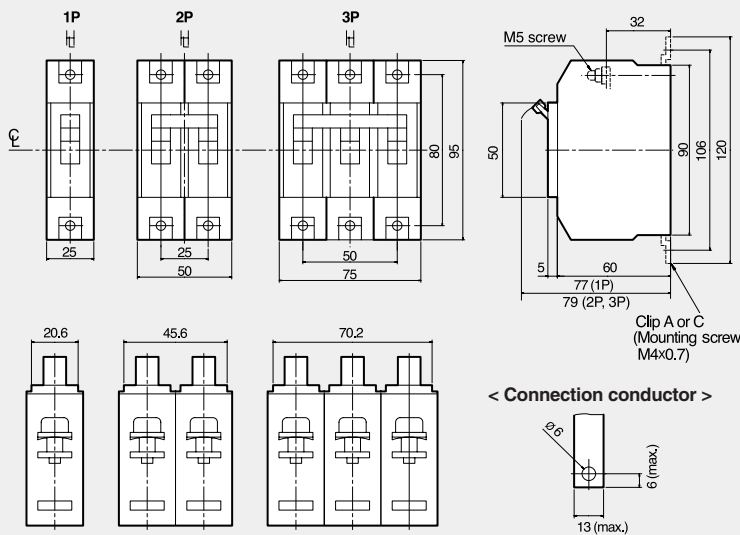 1P 2P 3P
32
M5 screw
℄
80
95
50
90
106
120
25
25
50
50
75
5
60
77 (1P)
79 (2P, 3P)
Clip A or C
(Mounting screw
M4x0.7)
20.6
45.6
70.2
< Connection conductor >
ø6
6 (max.)
13 (max.)